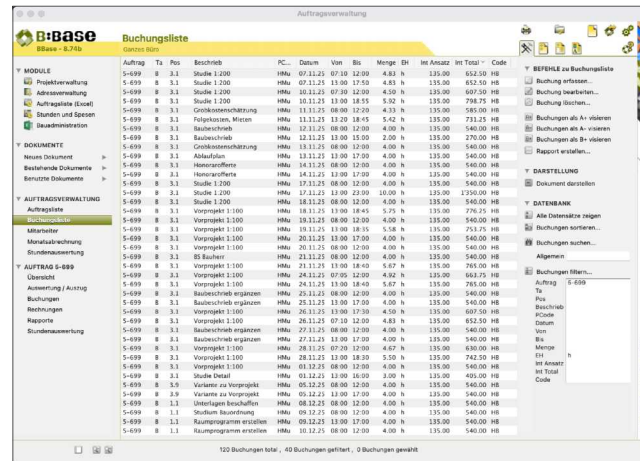 Auftragsverwaltung
B:Base
BBase - 8.74b
Buchungsliste
Ganzes Büro
MODULE
Projektverwaltung
Adressverwaltung
Auftragsliste (Excel)
Stunden und Spesen
Bauadministration
DOKUMENTE
Neues Dokument
Bestehende Dokumente
Benutzte Dokumente
AUFTRAGSVERWALTUNG
Auftragsliste
Buchungsliste
Mitarbeiter
Monatsabrechnung
Stundenauswertung
AUFTRAG 5-699
Übersicht
Auswertung / Auszug
Buchungen
Rechnungen
Rapporte
Stundenauswertung
Auftrag Ta Pos Beschrieb PC... Datum Von Bis Menge EH Int Ansatz Int Total Code
5-699 B 3.1 Studie 1:200 HMu 07.11.25 07:10 12:00 4.83 h 135.00 652.50 HB
5-699 B 3.1 Studie 1:200 HMu 07.11.25 13:00 17:50 4.83 h 135.00 652.50 HB
5-699 B 3.1 Studie 1:200 HMu 10.11.25 07:30 12:00 4.50 h 135.00 607.50 HB
5-699 B 3.1 Studie 1:200 HMu 10.11.25 13:00 18:55 5.92 h 135.00 798.75 HB
5-699 B 3.1 Grobkostenschätzung HMu 11.11.25 08:00 12:20 4.33 h 135.00 585.00 HB
5-699 B 3.1 Folgekosten, Mieten HMu 11.11.25 13:20 18:45 5.42 h 135.00 731.25 HB
5-699 B 3.1 Baubeschrieb HMu 12.11.25 08:00 12:00 4.00 h 135.00 540.00 HB
5-699 B 3.1 Baubeschrieb HMu 12.11.25 13:00 15:00 2.00 h 135.00 270.00 HB
5-699 B 3.1 Grobkostenschätzung HMu 13.11.25 08:00 12:00 4.00 h 135.00 540.00 HB
5-699 B 3.1 Ablaufplan HMu 13.11.25 13:00 17:00 4.00 h 135.00 540.00 HB
5-699 B 3.1 Honorarofferte HMu 14.11.25 08:00 12:00 4.00 h 135.00 540.00 HB
5-699 B 3.1 Honorarofferte HMu 14.11.25 13:00 17:00 4.00 h 135.00 540.00 HB
5-699 B 3.1 Studie 1:200 HMu 17.11.25 08:00 12:00 4.00 h 135.00 540.00 HB
5-699 B 3.1 Studie 1:200 HMu 17.11.25 13:00 23:00 10.00 h 135.00 1'350.00 HB
5-699 B 3.1 Studie 1:200 HMu 18.11.25 08:00 12:00 4.00 h 135.00 540.00 HB
5-699 B 3.1 Vorprojekt 1:100 HMu 18.11.25 13:00 18:45 5.75 h 135.00 776.25 HB
5-699 B 3.1 Vorprojekt 1:100 HMu 19.11.25 08:00 12:00 4.00 h 135.00 540.00 HB
5-699 B 3.1 Vorprojekt 1:100 HMu 19.11.25 13:00 18:35 5.58 h 135.00 753.75 HB
5-699 B 3.1 Vorprojekt 1:100 HMu 20.11.25 13:00 17:00 4.00 h 135.00 540.00 HB
5-699 B 3.1 Vorprojekt 1:100 HMu 20.11.25 08:00 12:00 4.00 h 135.00 540.00 HB
5-699 B 3.1 BS Bauherr HMu 21.11.25 08:00 12:00 4.00 h 135.00 540.00 HB
5-699 B 3.1 Vorprojekt 1:100 HMu 21.11.25 13:00 18:40 5.67 h 135.00 765.00 HB
5-699 B 3.1 Vorprojekt 1:100 HMu 24.11.25 07:05 12:00 4.92 h 135.00 663.75 HB
5-699 B 3.1 Vorprojekt 1:100 HMu 24.11.25 13:00 18:40 5.67 h 135.00 765.00 HB
5-699 B 3.1 Baubeschrieb ergänzen HMu 25.11.25 08:00 12:00 4.00 h 135.00 540.00 HB
5-699 B 3.1 Baubeschrieb ergänzen HMu 25.11.25 13:00 17:00 4.00 h 135.00 540.00 HB
5-699 B 3.1 Vorprojekt 1:100 HMu 26.11.25 13:00 17:30 4.50 h 135.00 607.50 HB
5-699 B 3.1 Vorprojekt 1:100 HMu 26.11.25 07:10 12:00 4.83 h 135.00 652.50 HB
5-699 B 3.1 Baubeschrieb ergänzen HMu 27.11.25 08:00 12:00 4.00 h 135.00 540.00 HB
5-699 B 3.1 Baubeschrieb ergänzen HMu 27.11.25 13:00 17:00 4.00 h 135.00 540.00 HB
5-699 B 3.1 Vorprojekt 1:100 HMu 28.11.25 07:20 12:00 4.67 h 135.00 630.00 HB
5-699 B 3.1 Vorprojekt 1:100 HMu 28.11.25 13:00 18:30 5.50 h 135.00 742.50 HB
5-699 B 3.1 Vorprojekt 1:100 HMu 01.12.25 08:00 12:00 4.00 h 135.00 540.00 HB
5-699 B 3.1 Studie Detail HMu 01.12.25 13:00 16:00 3.00 h 135.00 405.00 HB
5-699 B 3.9 Variante zu Vorprojekt HMu 05.12.25 08:00 12:00 4.00 h 135.00 540.00 HB
5-699 B 3.9 Variante zu Vorprojekt HMu 05.12.25 13:00 17:00 4.00 h 135.00 540.00 HB
5-699 B 1.1 Unterlagen beschaffen HMu 08.12.25 08:00 12:00 4.00 h 135.00 540.00 HB
5-699 B 1.1 Studium Bauordnung HMu 09.12.25 08:00 12:00 4.00 h 135.00 540.00 HB
5-699 B 1.1 Raumprogramm erstellen HMu 09.12.25 13:00 17:00 4.00 h 135.00 540.00 HB
5-699 B 1.1 Raumprogramm erstellen HMu 10.12.25 08:00 12:00 4.00 h 135.00 540.00 HB
BEFEHLE zu Buchungsliste
Buchung erfassen...
Buchung bearbeiten...
Buchung löschen...
Buchungen als A+ visieren
Buchungen als A- visieren
Buchungen als B+ visieren
Rapport erstellen...
DARSTELLUNG
Dokument darstellen
DATENBANK
Alle Datensätze zeigen
Buchungen sortieren...
Buchungen suchen...
Allgemein
Buchungen filtern...
Auftrag 5-699
Ta
Pos
Beschrieb
PCode
Datum
Von
Bis
Menge
EH h
Int Ansatz
Int Total
Code
120 Buchungen total , 40 Buchungen gefiltert , 0 Buchungen gewählt